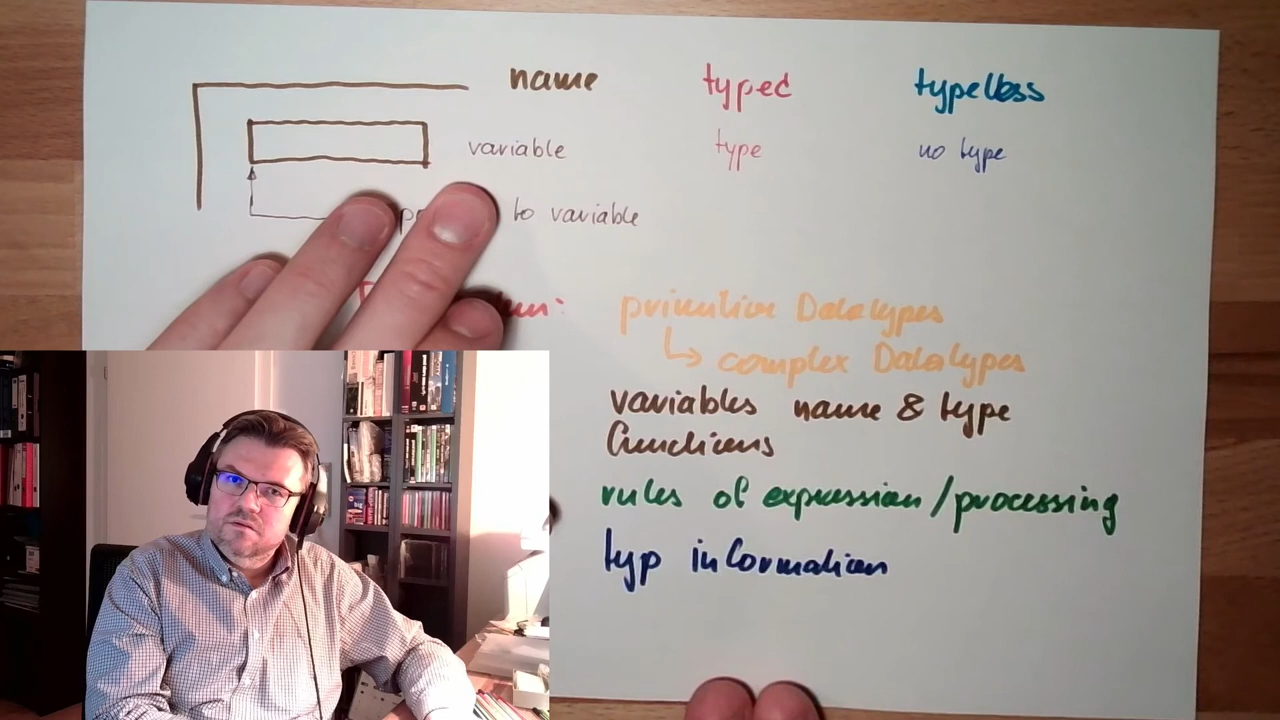 name typed typelless
variable type no type
to variable
primitive Datatypes
↳ complex Datatypes
variables name & type
functions
rules of expression/processing
typ information